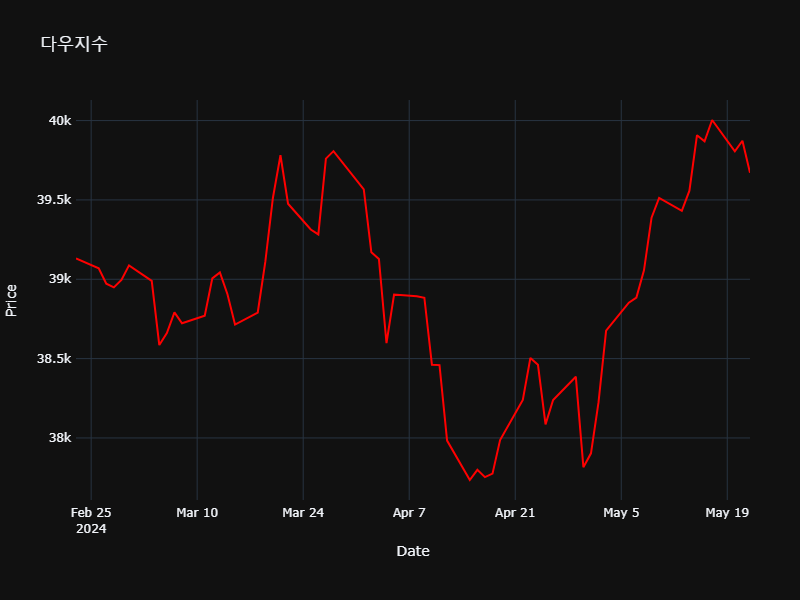 다우지수
40k
39.5k
39k
38.5k
38k
Price
Feb 25
2024
Mar 10
Mar 24
Apr 7
Apr 21
May 5
May 19
Date